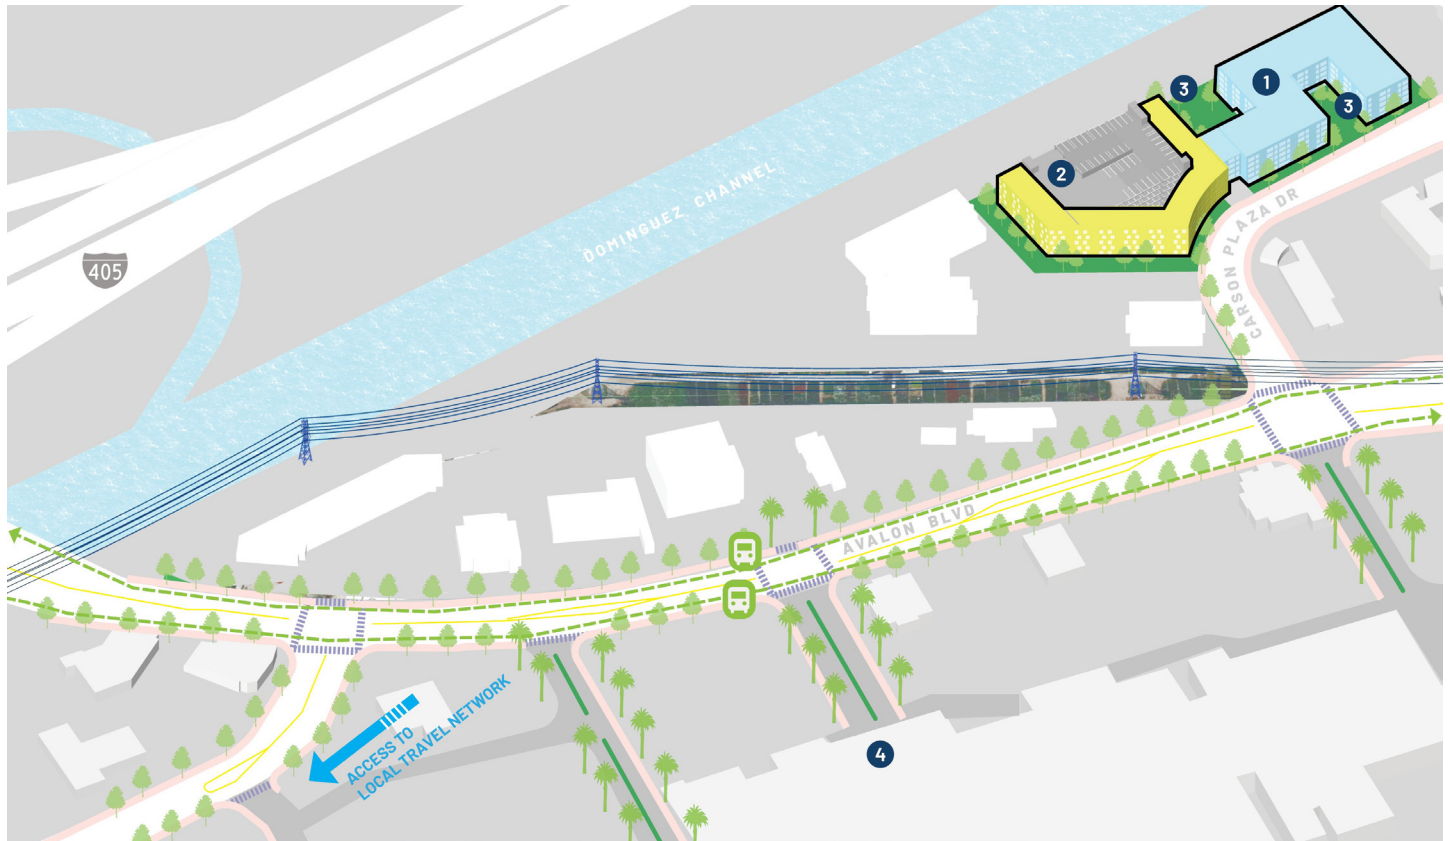 1
3
3
2
DOMINGUEZ CHANNEL
405
CARSON PLAZA DR
AVALON BLVD
ACCESS TO
LOCAL TRAVEL NETWORK
4